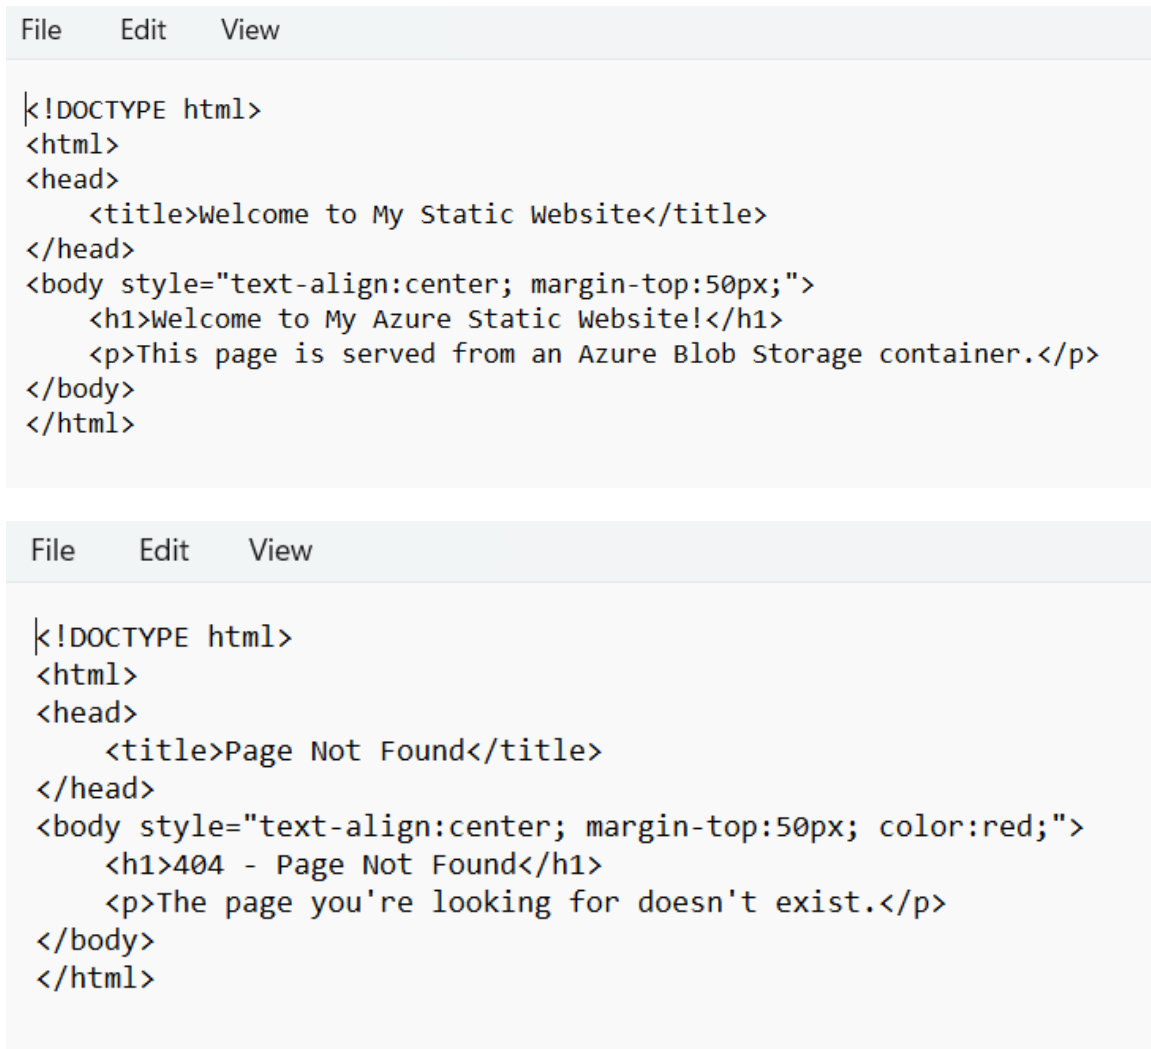 File Edit View
<!DOCTYPE html>
<html>
<head>
    <title>Welcome to My Static Website</title>
</head>
<body style="text-align:center; margin-top:50px;">
    <h1>Welcome to My Azure Static Website!</h1>
    <p>This page is served from an Azure Blob Storage container.</p>
</body>
</html>
File Edit View
<!DOCTYPE html>
<html>
<head>
    <title>Page Not Found</title>
</head>
<body style="text-align:center; margin-top:50px; color:red;">
    <h1>404 - Page Not Found</h1>
    <p>The page you're looking for doesn't exist.</p>
</body>
</html>